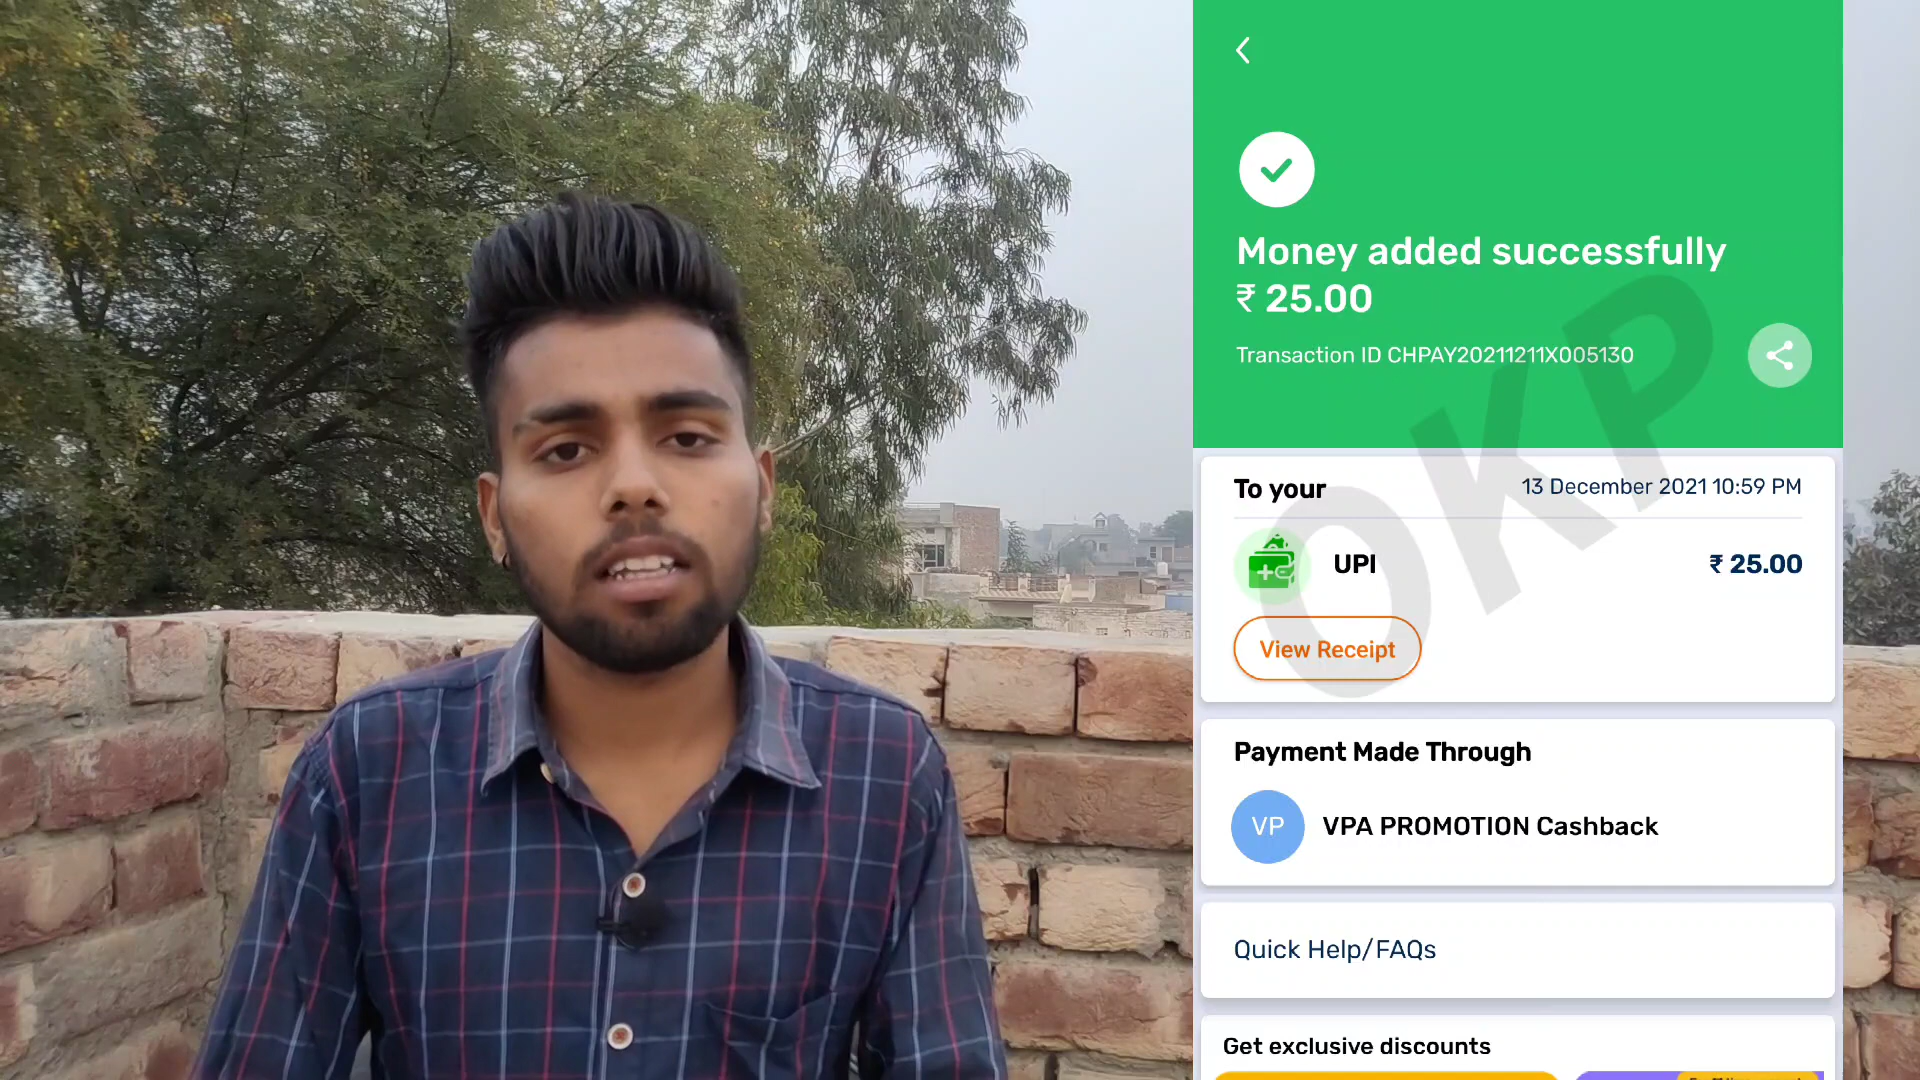 Money added successfully
₹ 25.00
Transaction ID CHPAY20211211X005130
To your
13 December 2021 10:59 PM
UPI
₹ 25.00
View Receipt
OKP
Payment Made Through
VP
VPA PROMOTION Cashback
Quick Help/FAQs
Get exclusive discounts